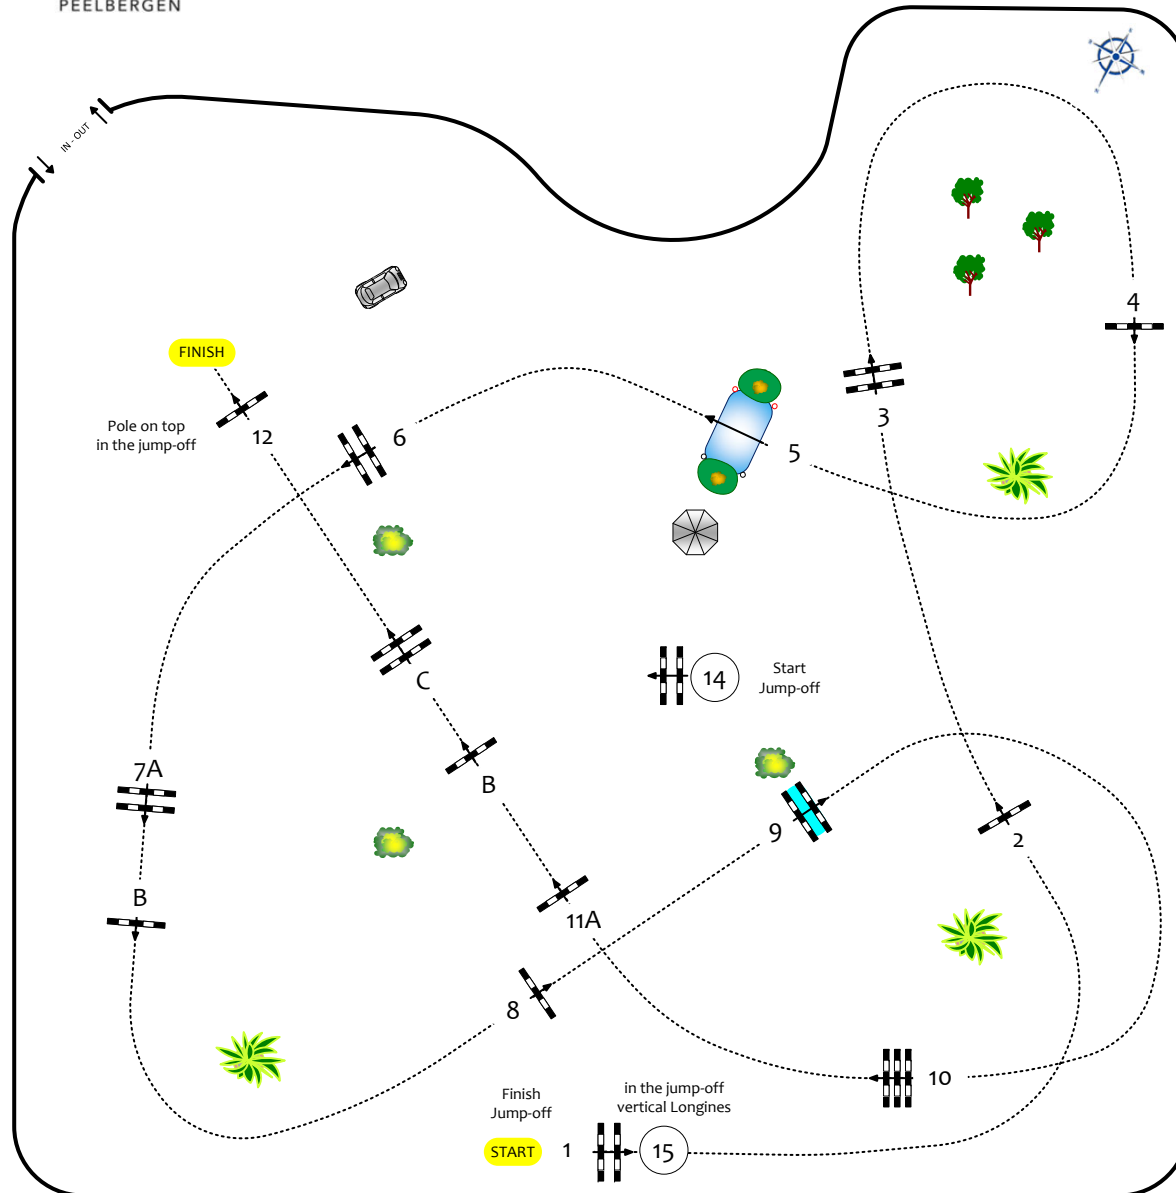 PEELBERGEN
IN - OUT
4
FINISH
3
Pole on top
in the jump-off
12
6
5
C
14
Start
Jump-off
7A
B
9
2
B
11A
8
10
Finish
Jump-off
in the jump-off
vertical Longines
START
1
15